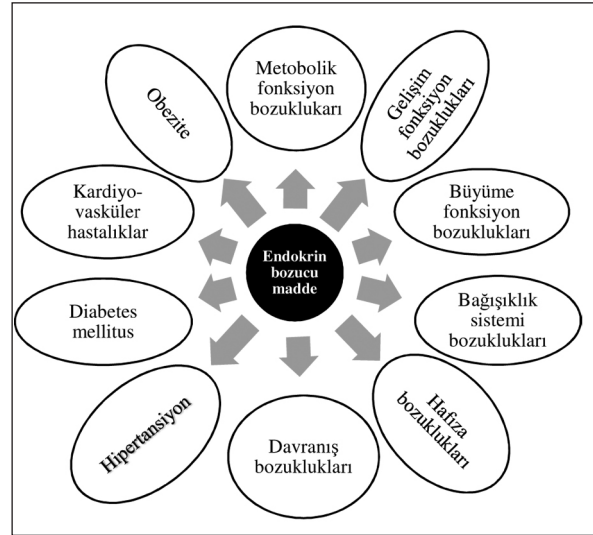 Metobolik
fonksiyon
bozuklukarı
Gelişim
fonksiyon
bozuklukları
Büyüme
fonksiyon
bozuklukları
Bağışıklık
sistemi
bozuklukları
Hafıza
bozuklukları
Davranış
bozuklukları
Hipertansiyon
Diabetes
mellitus
Kardiyo-
vasküler
hastalıklar
Obezite
Endokrin
bozucu
madde